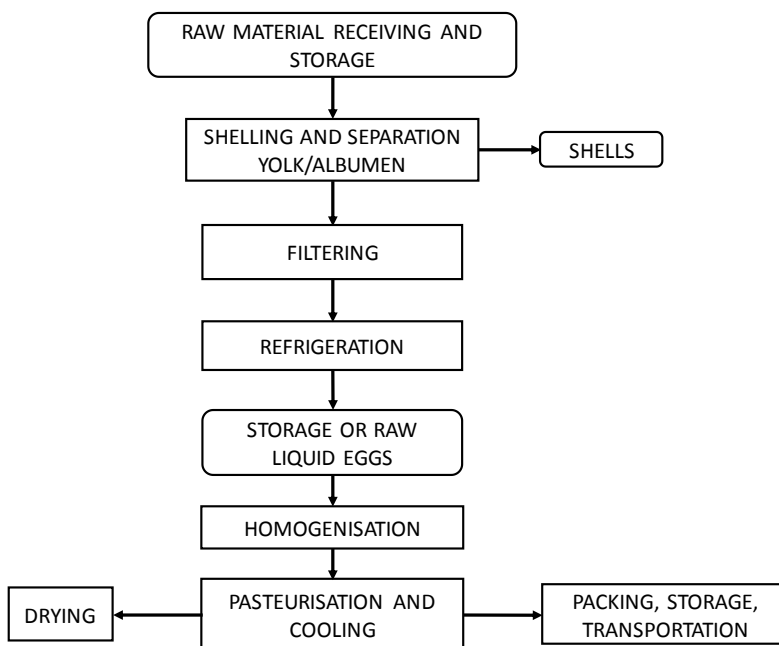 RAW MATERIAL RECEIVING AND
STORAGE
SHELLING AND SEPARATION
YOLK/ALBUMEN
SHELLS
FILTERING
REFRIGERATION
STORAGE OR RAW
LIQUID EGGS
HOMOGENISATION
DRYING
PASTEURISATION AND
COOLING
PACKING, STORAGE,
TRANSPORTATION